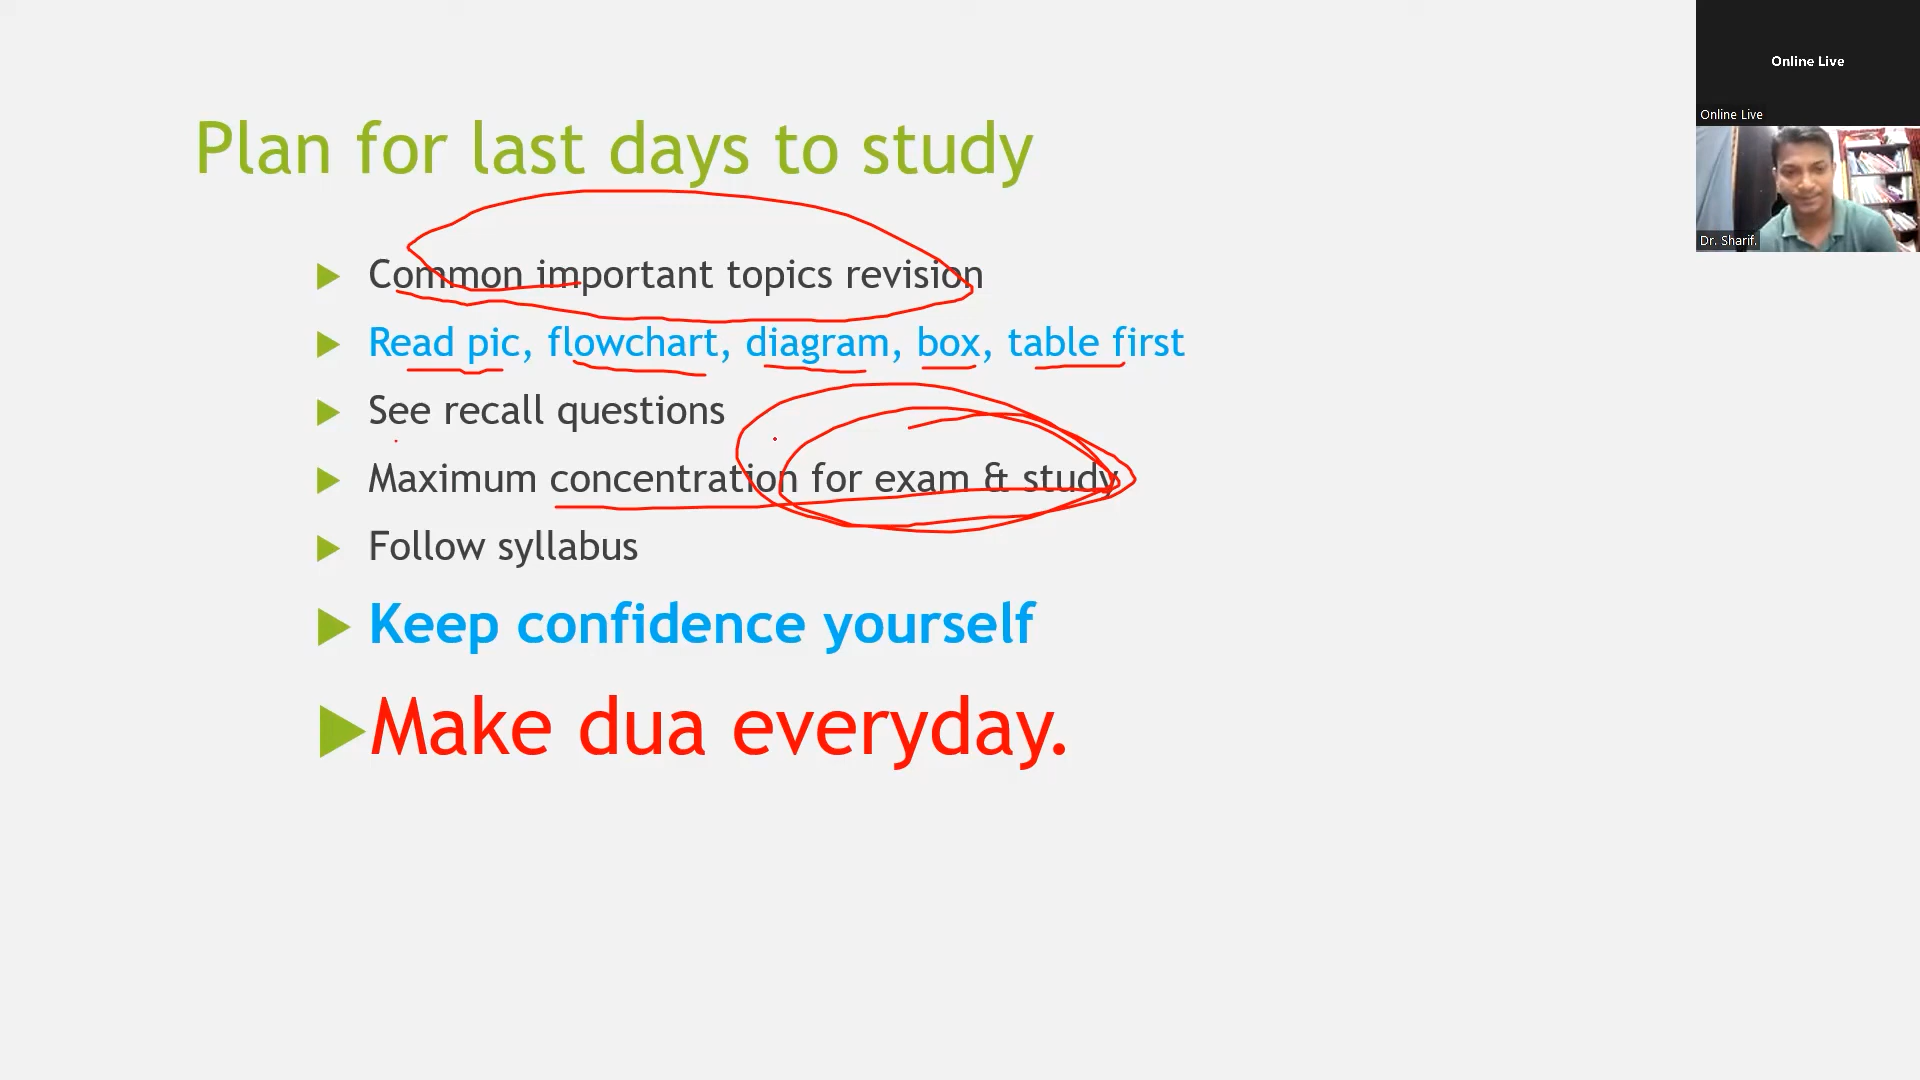 Online Live
Online Live
Dr. Sharif.
Plan for last days to study
Common important topics revision
Read pic, flowchart, diagram, box, table first
See recall questions
Maximum concentration for exam & study
Follow syllabus
Keep confidence yourself
Make dua everyday.